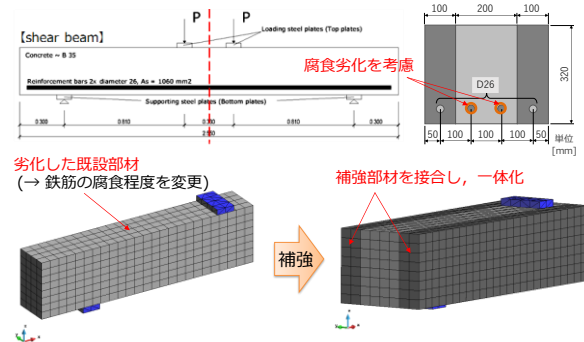 P P
Loading steel plates (Top plates)
【shear beam】
Concrete ~ B 35
Reinforcement bars 2x diameter 26, As = 1060 mm2
Supporting steel plates (Bottom plates)
0.300 0.810 0.810 0.300
100 200 100
腐食劣化を考慮
D26
320
50 100 100 100 50
単位
[mm]
劣化した既設部材
(→ 鉄筋の腐食程度を変更)
補強部材を接合し，一体化
補強